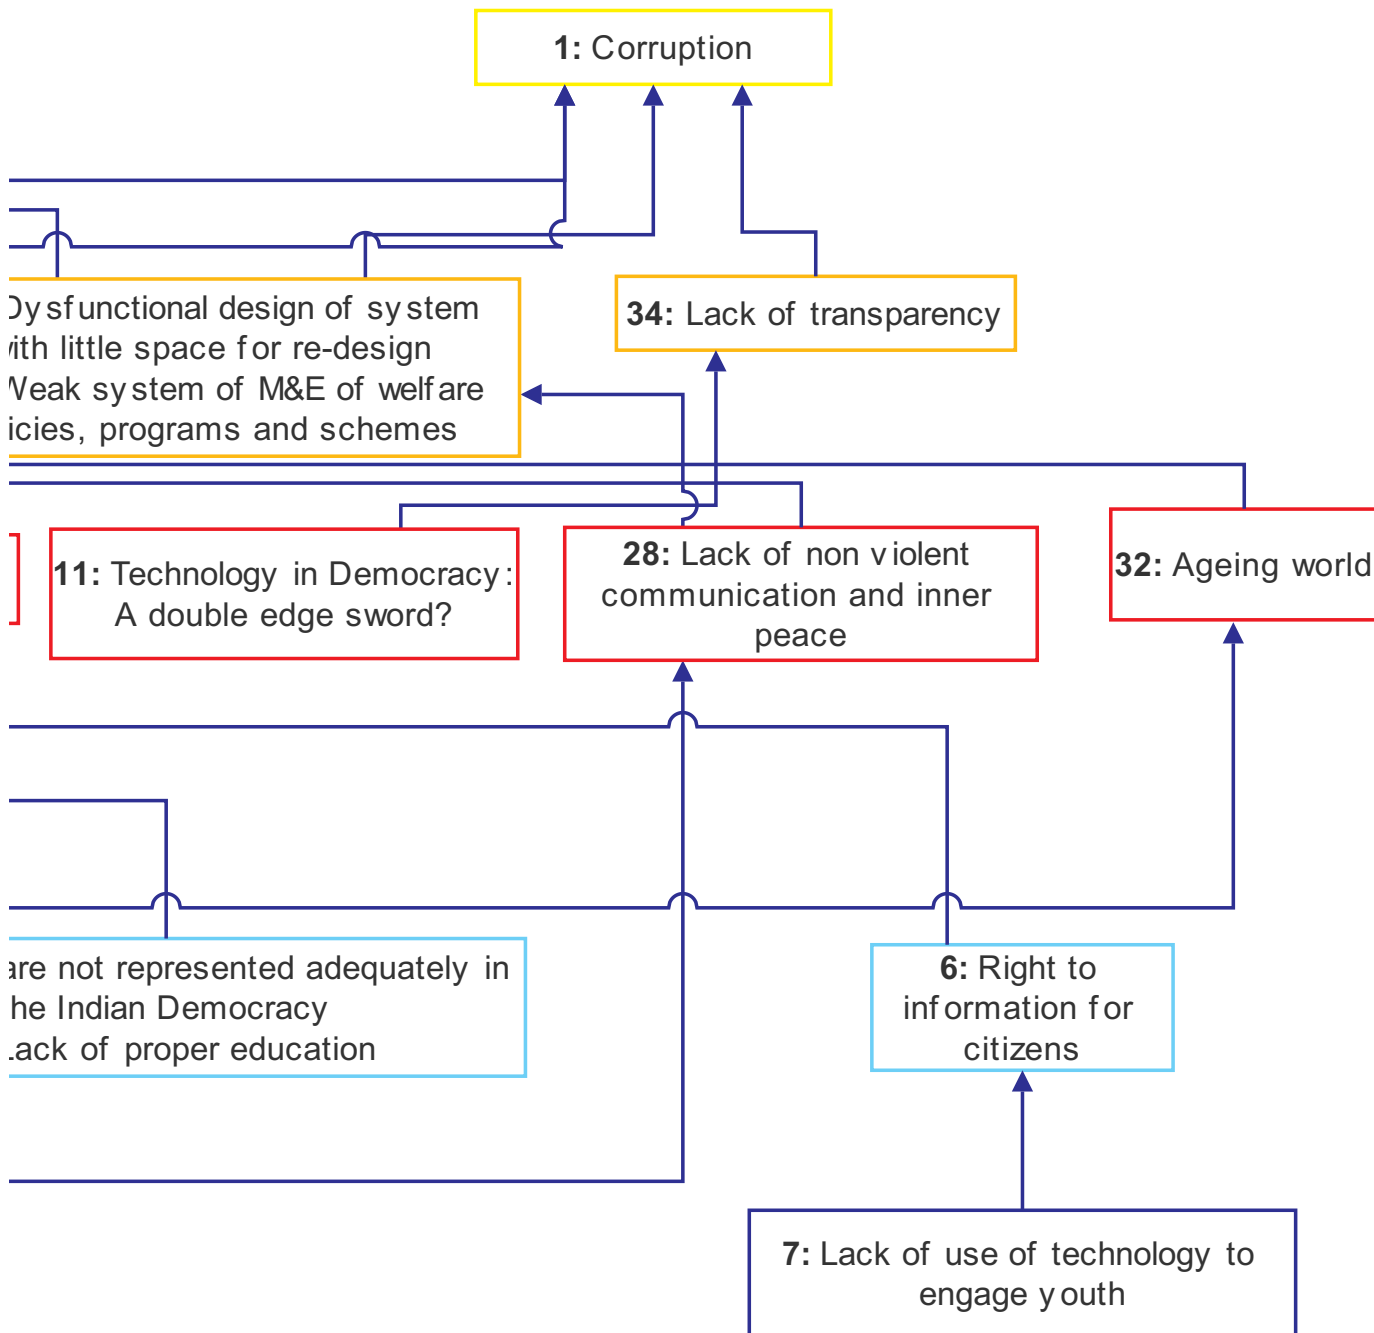 1: Corruption
Dysfunctional design of system
with little space for re-design
Weak system of M&E of welfare
icies, programs and schemes
34: Lack of transparency
11: Technology in Democracy:
A double edge sword?
28: Lack of non violent
communication and inner
peace
32: Ageing world
are not represented adequately in
the Indian Democracy
Lack of proper education
6: Right to
information for
citizens
7: Lack of use of technology to
engage youth